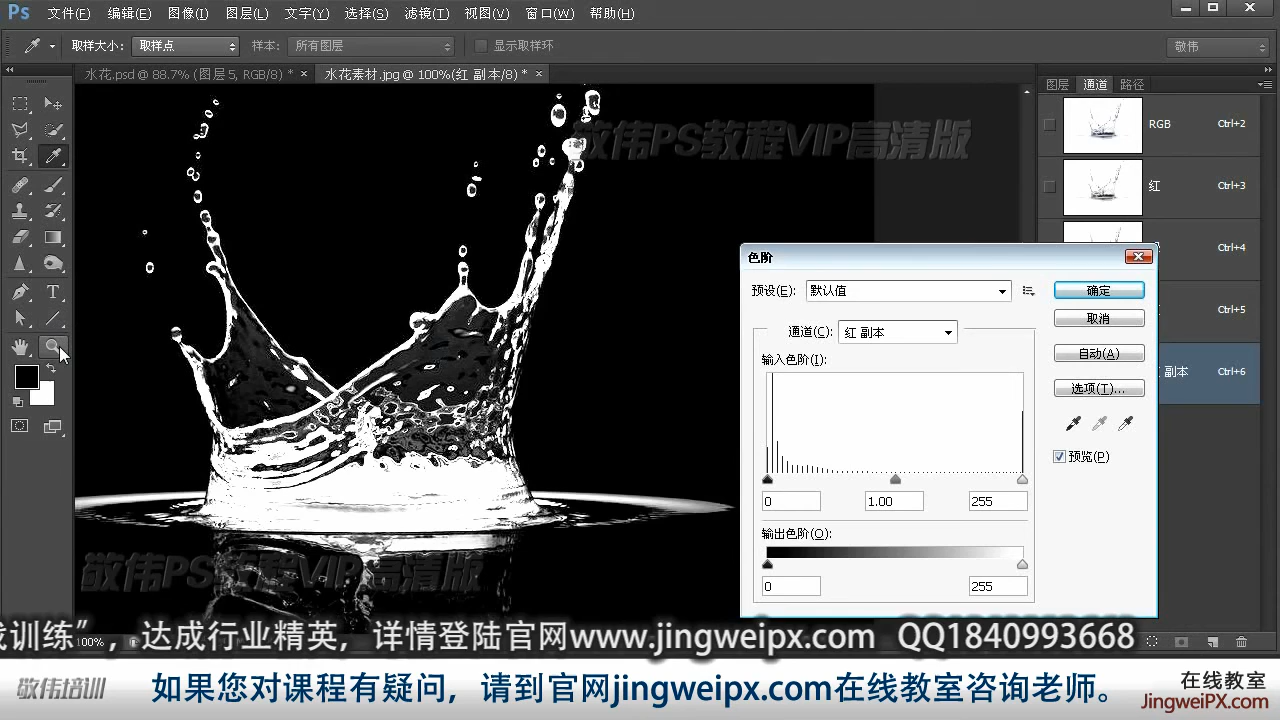 Ps 文件(F) 编辑(E) 图像(I) 图层(L) 文字(Y) 选择(S) 滤镜(T) 视图(V) 窗口(W) 帮助(H)
取样大小: 取样点 样本: 所有图层 显示取样环 敬伟
水花.psd @ 88.7% (图层 5, RGB/8) * × 水花素材.jpg @ 100%(红 副本/8) * ×
图层 通道 路径
RGB Ctrl+2
敬伟PS教程VIP高清版
红 Ctrl+3
Ctrl+4
色阶
预设(E): 默认值 确定
Ctrl+5
取消
通道(C): 红 副本
自动(A)
输入色阶(I):
副本 Ctrl+6
选项(T)...
预览(P)
0 1.00 255
输出色阶(O):
敬伟PS教程VIP高清版
0 255
训练”，达成行业精英，详情登陆官网www.jingweipx.com QQ1840993668
100%
敬伟培训 如果您对课程有疑问，请到官网jingweipx.com在线教室咨询老师。
在线教室
JingweiPX.com